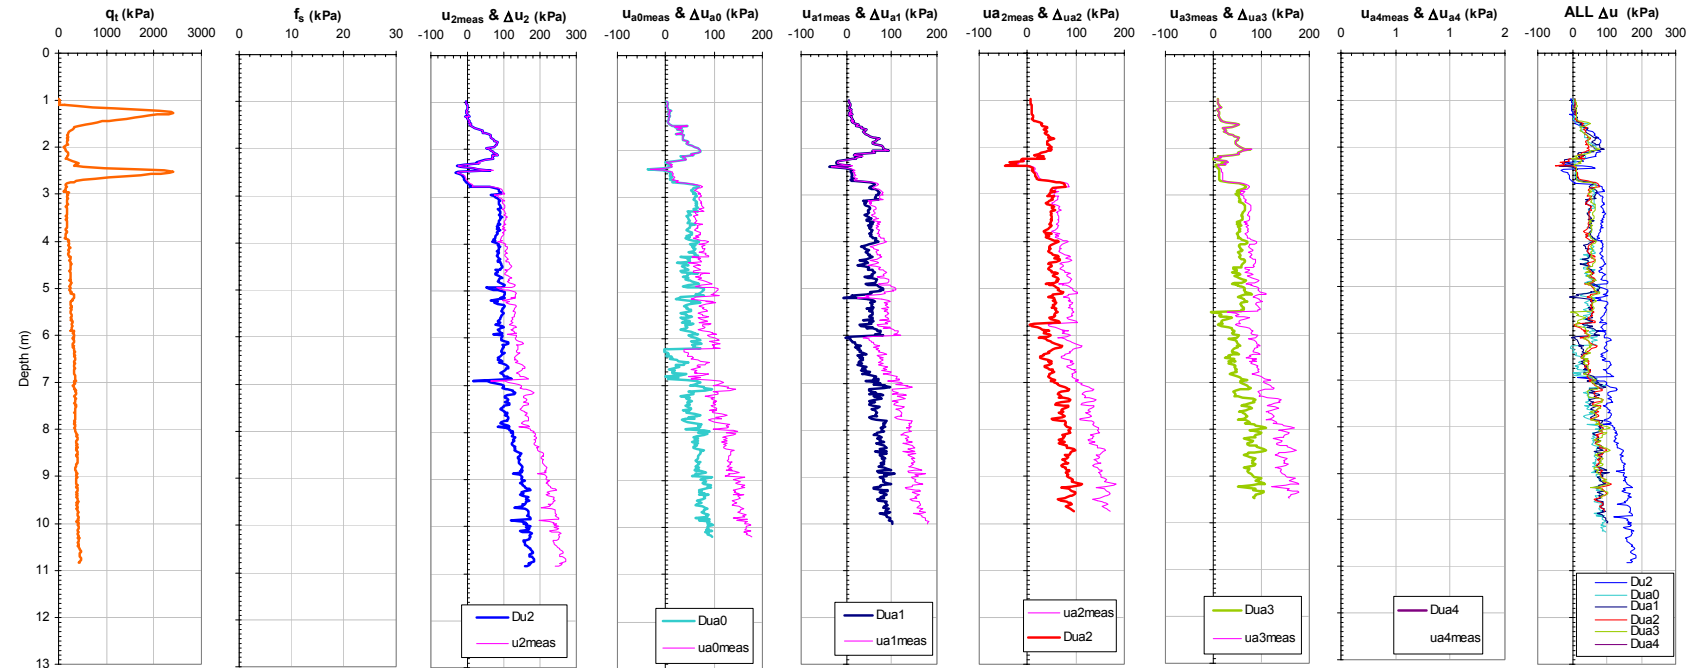 qt (kPa)
0 1000 2000 3000
fs (kPa)
0 10 20 30
u2meas & Δu2 (kPa)
-100 0 100 200 300
ua0meas & Δua0 (kPa)
-100 0 100 200
ua1meas & Δua1 (kPa)
-100 0 100 200
ua2meas & Δua2 (kPa)
-100 0 100 200
ua3meas & Δua3 (kPa)
-100 0 100 200
ua4meas & Δua4 (kPa)
0 1 1 2
ALL Δu (kPa)
-100 0 100 200 300
Depth (m)
0
1
2
3
4
5
6
7
8
9
10
11
12
13
Du2
u2meas
Dua0
ua0meas
Dua1
ua1meas
ua2meas
Dua2
Dua3
ua3meas
Dua4
ua4meas
Du2
Dua0
Dua1
Dua2
Dua3
Dua4